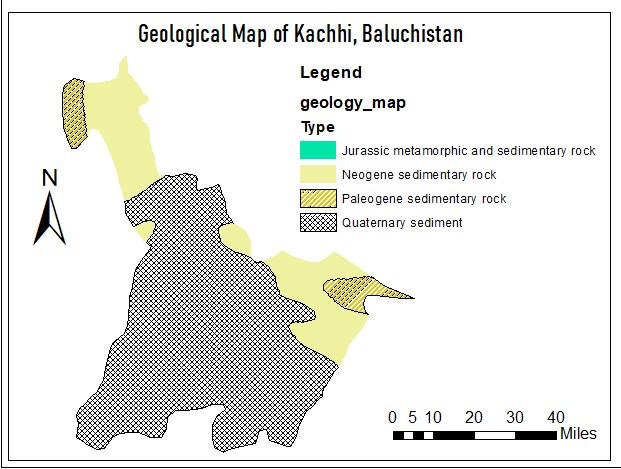 Geological Map of Kachhi, Baluchistan
Legend
geology_map
Type
Jurassic metamorphic and sedimentary rock
Neogene sedimentary rock
Paleogene sedimentary rock
Quaternary sediment
N
0 5 10 20 30 40
Miles